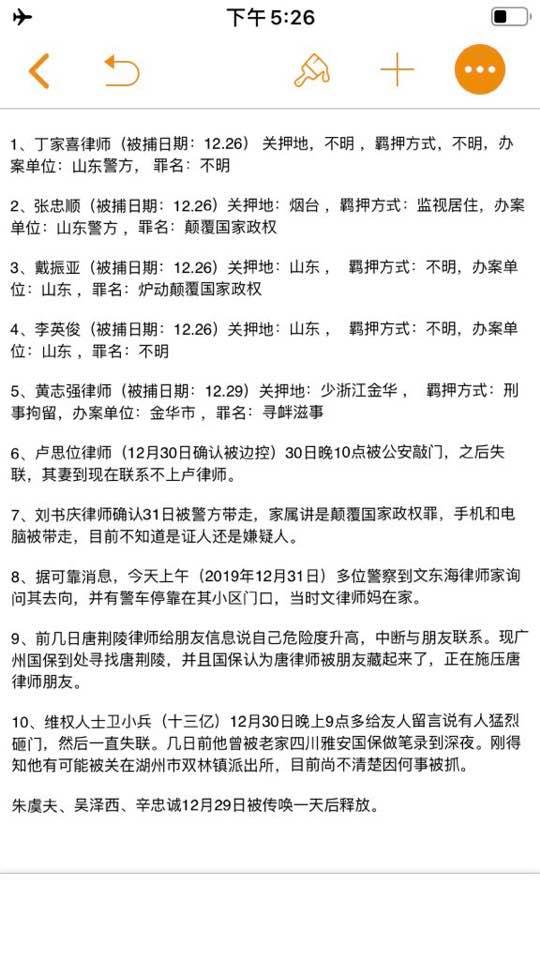 下午5:26
1、丁家喜律师（被捕日期：12.26） 关押地，不明 ，羁押方式，不明，办
案单位：山东警方， 罪名：不明
2、张忠顺（被捕日期：12.26）关押地：烟台 ，羁押方式：监视居住，办案
单位：山东警方 ，罪名：颠覆国家政权
3、戴振亚（被捕日期：12.26）关押地：山东 ， 羁押方式：不明，办案单
位：山东 ，罪名：炉动颠覆国家政权
4、李英俊（被捕日期：12.26）关押地：山东 ， 羁押方式：不明，办案单
位：山东 ，罪名：不明
5、黄志强律师（被捕日期：12.29）关押地：少浙江金华 ， 羁押方式：刑
事拘留，办案单位：金华市 ，罪名：寻衅滋事
6、卢思位律师（12月30日确认被边控）30日晚10点被公安敲门，之后失
联，其妻到现在联系不上卢律师。
7、刘书庆律师确认31日被警方带走，家属讲是颠覆国家政权罪，手机和电
脑被带走，目前不知道是证人还是嫌疑人。
8、据可靠消息，今天上午（2019年12月31日）多位警察到文东海律师家询
问其去向，并有警车停靠在其小区门口，当时文律师妈在家。
9、前几日唐荆陵律师给朋友信息说自己危险度升高，中断与朋友联系。现广
州国保到处寻找唐荆陵，并且国保认为唐律师被朋友藏起来了，正在施压唐
律师朋友。
10、维权人士卫小兵（十三亿）12月30日晚上9点多给友人留言说有人猛烈
砸门，然后一直失联。几日前他曾被老家四川雅安国保做笔录到深夜。刚得
知他有可能被关在湖州市双林镇派出所，目前尚不清楚因何事被抓。
朱虞夫、吴泽西、辛忠诚12月29日被传唤一天后释放。